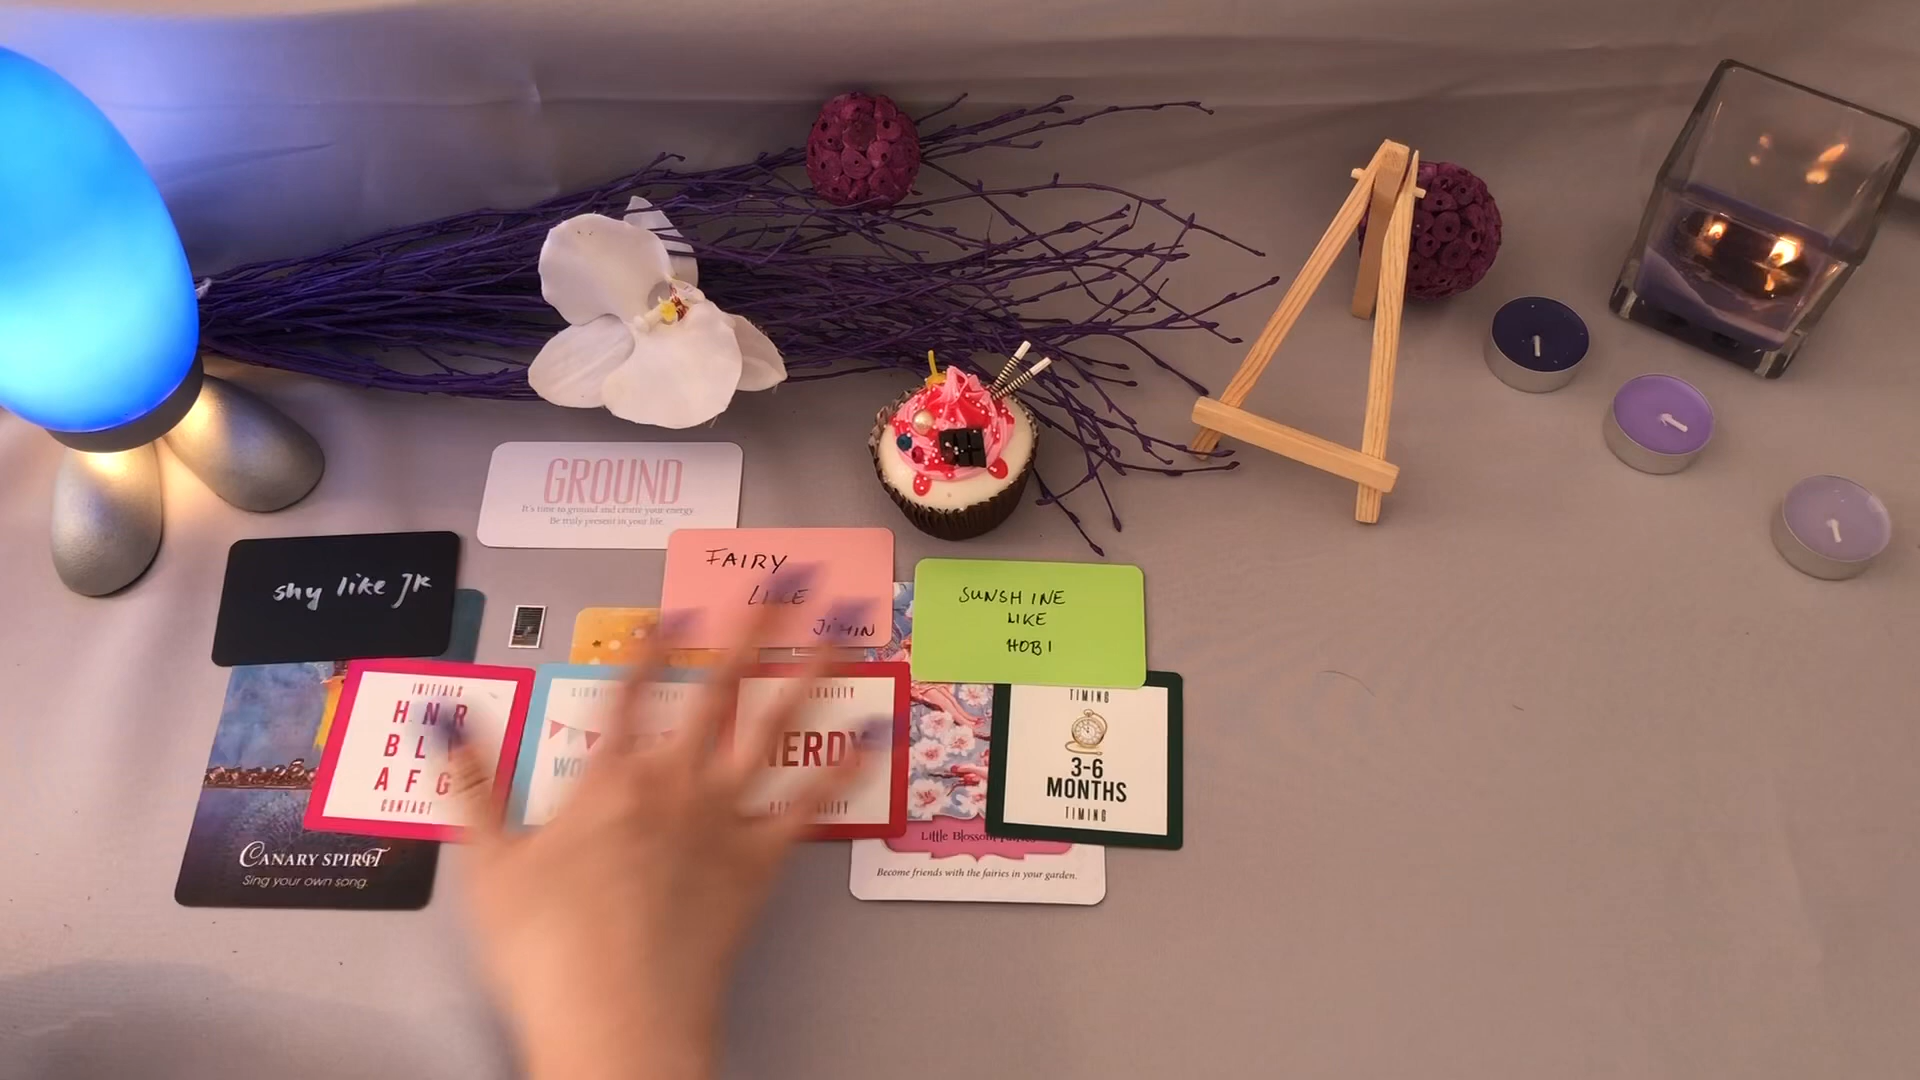 GROUND
It's time to ground and centre your energy.
Be truly present in your life.
shy like JK
FAIRY
LIKE
JIMIN
SUNSHINE
LIKE
HOBI
INITIALS
H N R
B L
A F G
CONTACT
NERDY
TIMING
3-6
MONTHS
TIMING
CANARY SPIRIT
Sing your own song.
Little Blossom
Become friends with the fairies in your garden.